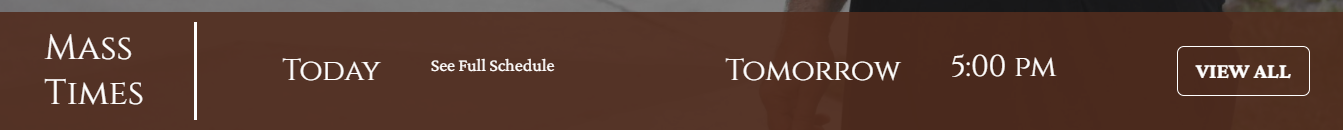 Mass
Times
Today
See Full Schedule
Tomorrow
5:00 PM
VIEW ALL